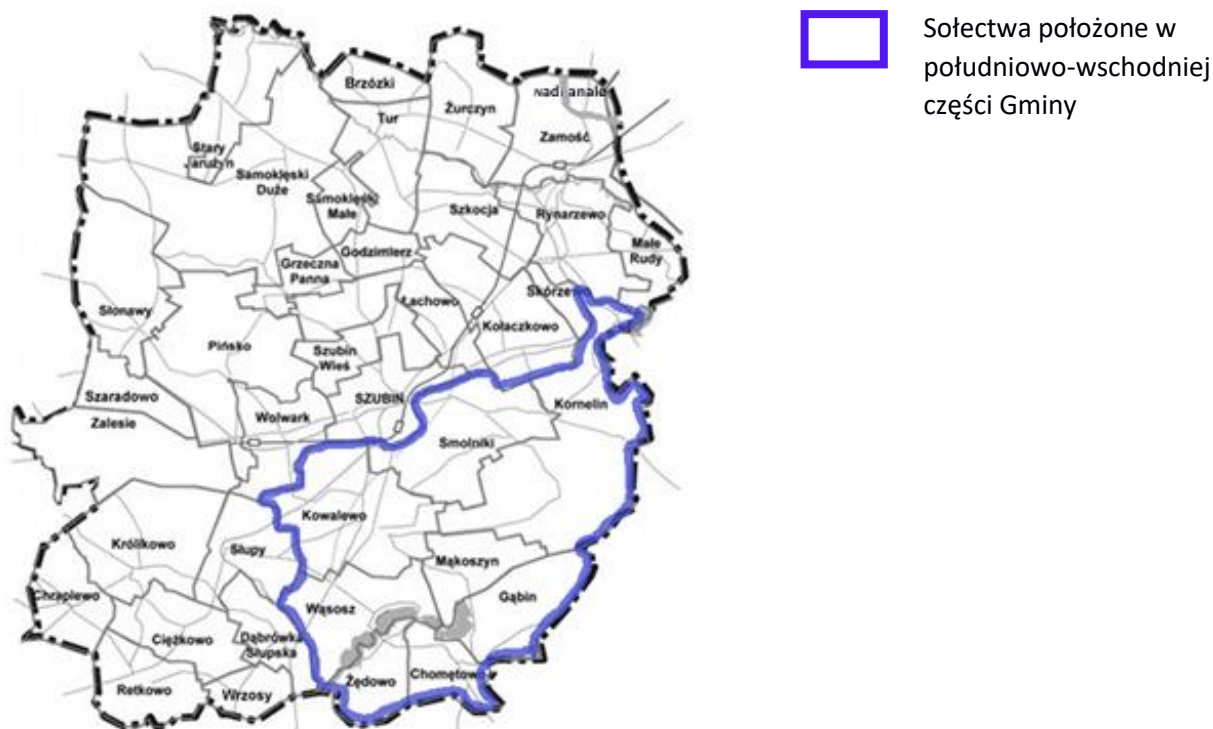 Sołectwa położone w
południowo-wschodniej
części Gminy
Brzózki
Żurczyn
Tur
Zamość
Stary
Samoklęski
Duże
Samoklęski
Małe
Szkocja
Rynarzewo
Małe
Rudy
Godzimierz
Grzeczna
Panna
Łachowo
Skórzewo
Słonawy
Kołaczkowo
Pińsko
Szubin
Wieś
Szaradowo
SZUBIN
Kornelin
Zalesie
Wolwark
Smolniki
Kowalewo
Królikowo
Słupy
Mąkoszyn
Chraplewo
Gąbin
Wąsosz
Ciężkowo
Dąbrówka
Słupska
Żędowo
Chomętowo
Retkowo
Wrzosy